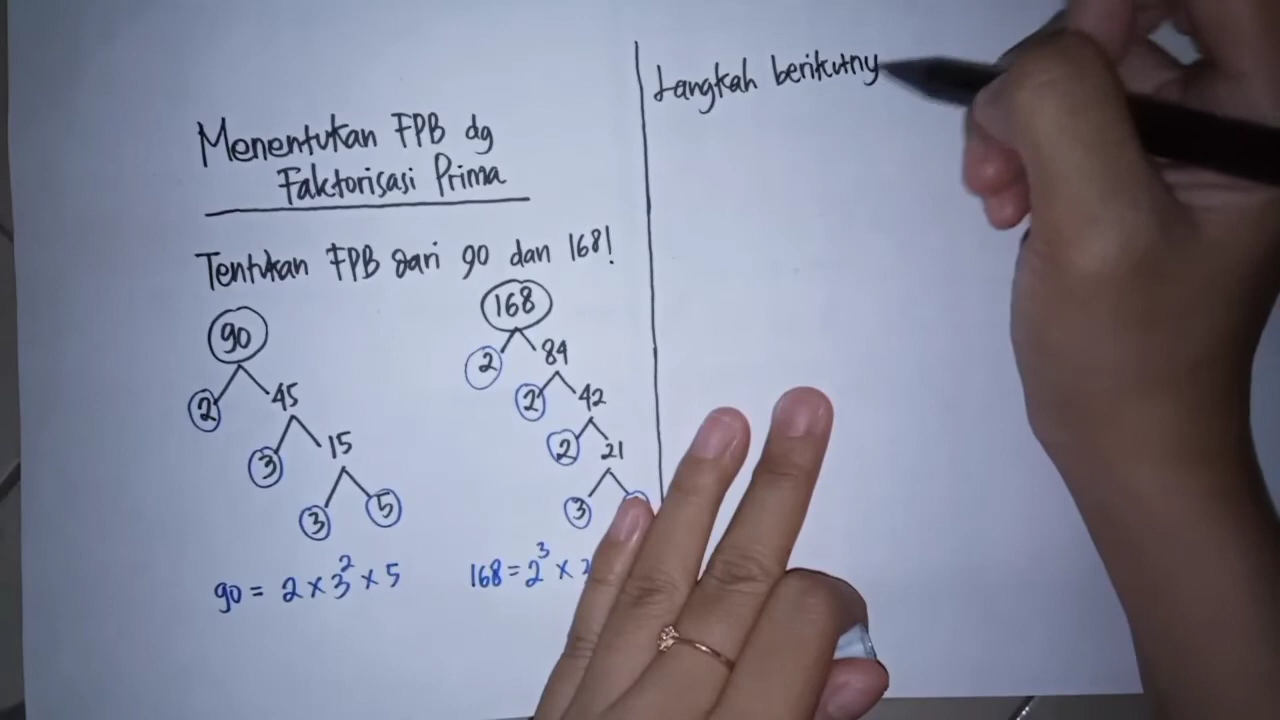 Menentukan FPB dg
Faktorisasi Prima
Tentukan FPB dari 90 dan 168!
90
168
2
84
2
45
2
42
3
15
2
21
3
5
3
90 = 2 × 3² × 5
168 = 2³ ×
Langkah berikutny